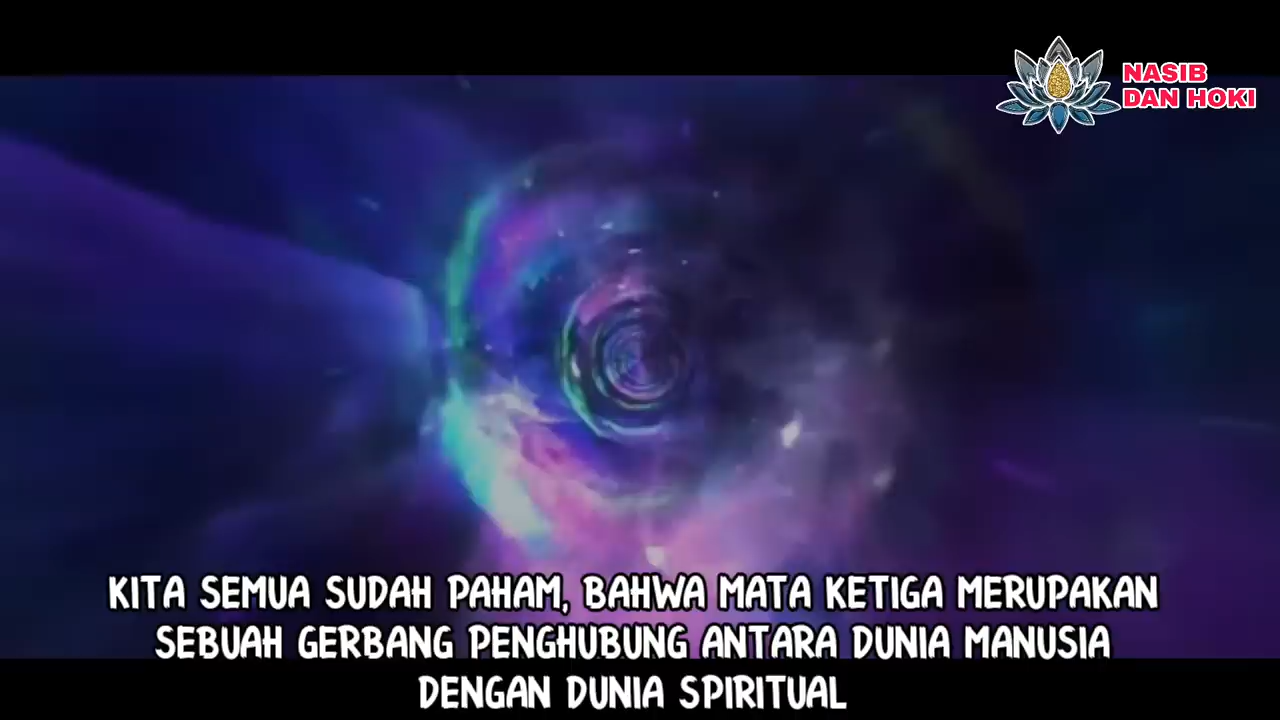 NASIB
DAN HOKI
KITA SEMUA SUDAH PAHAM, BAHWA MATA KETIGA MERUPAKAN
SEBUAH GERBANG PENGHUBUNG ANTARA DUNIA MANUSIA
DENGAN DUNIA SPIRITUAL